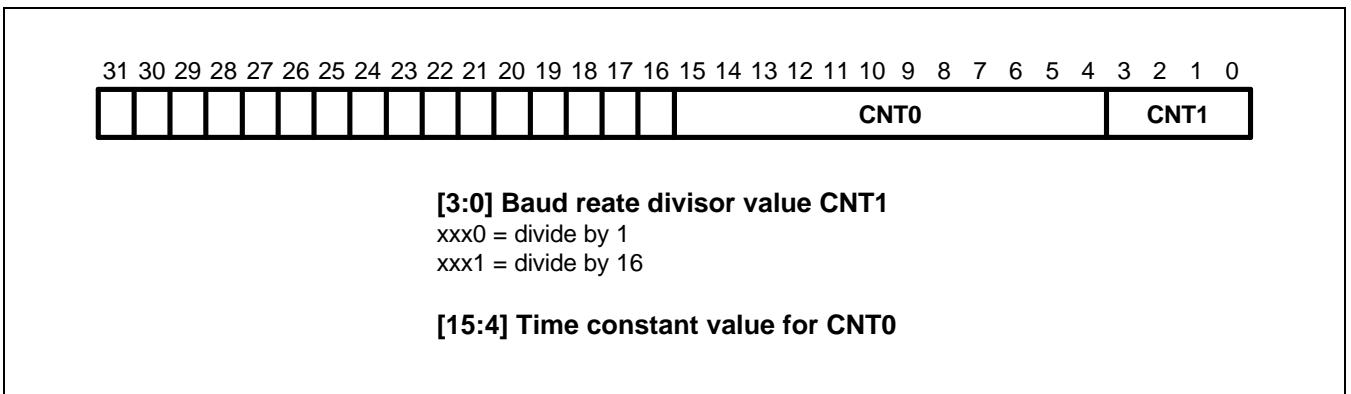 31 30 29 28 27 26 25 24 23 22 21 20 19 18 17 16 15 14 13 12 11 10 9 8 7 6 5 4 3 2 1 0
CNT0 CNT1
[3:0] Baud reate divisor value CNT1
xxx0 = divide by 1
xxx1 = divide by 16
[15:4] Time constant value for CNT0